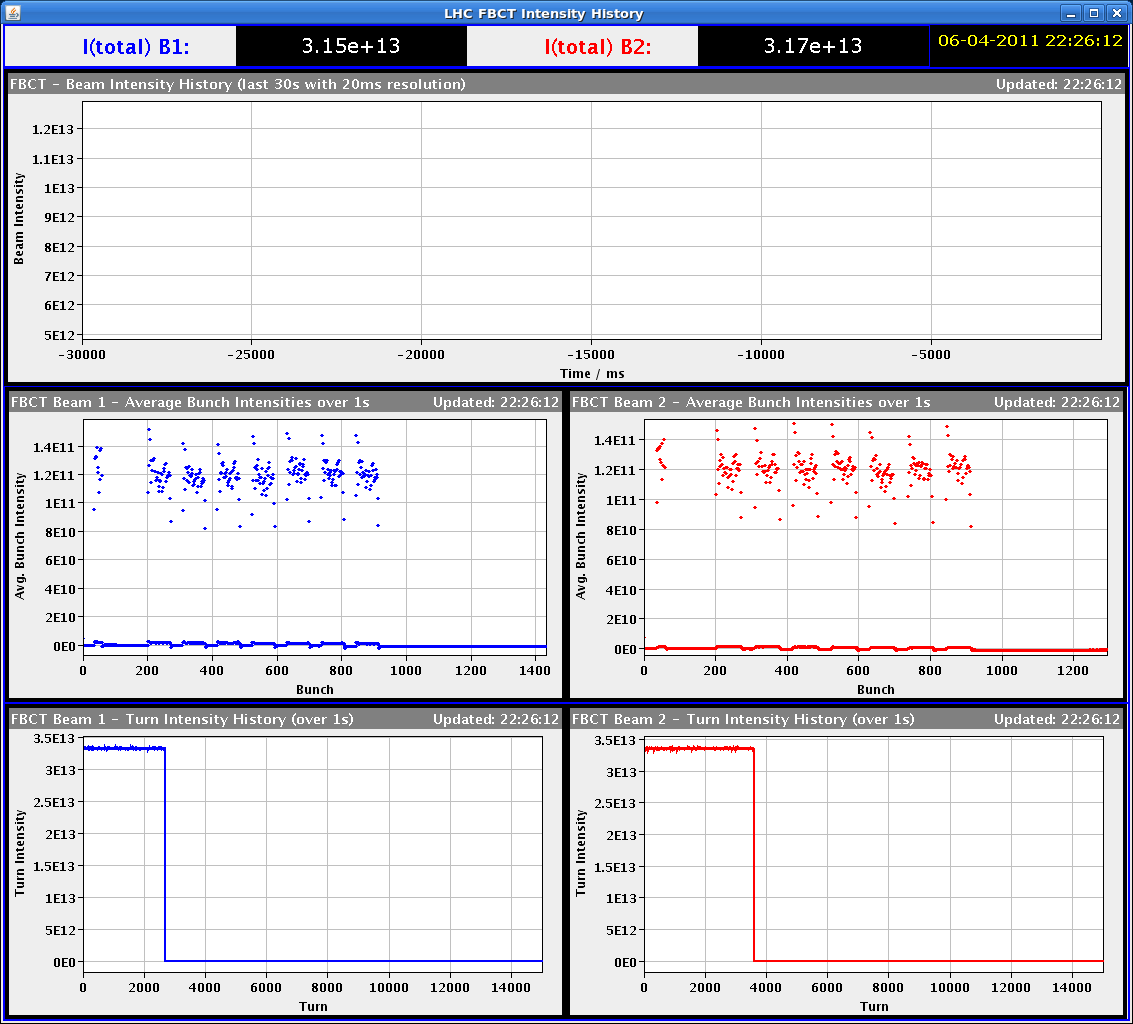 LHC FBCT Intensity History
I(total) B1: 3.15e+13 I(total) B2: 3.17e+13 06-04-2011 22:26:12
FBCT - Beam Intensity History (last 30s with 20ms resolution) Updated: 22:26:12
Beam Intensity
1.2E13
1.1E13
1E13
9E12
8E12
7E12
6E12
5E12
-30000 -25000 -20000 -15000 -10000 -5000
Time / ms
FBCT Beam 1 - Average Bunch Intensities over 1s Updated: 22:26:12
Avg. Bunch Intensity
1.4E11
1.2E11
1E11
8E10
6E10
4E10
2E10
0E0
0 200 400 600 800 1000 1200 1400
Bunch
FBCT Beam 2 - Average Bunch Intensities over 1s Updated: 22:26:12
Avg. Bunch Intensity
1.4E11
1.2E11
1E11
8E10
6E10
4E10
2E10
0E0
0 200 400 600 800 1000 1200
Bunch
FBCT Beam 1 - Turn Intensity History (over 1s) Updated: 22:26:12
Turn Intensity
3.5E13
3E13
2.5E13
2E13
1.5E13
1E13
5E12
0E0
0 2000 4000 6000 8000 10000 12000 14000
Turn
FBCT Beam 2 - Turn Intensity History (over 1s) Updated: 22:26:12
Turn Intensity
3.5E13
3E13
2.5E13
2E13
1.5E13
1E13
5E12
0E0
0 2000 4000 6000 8000 10000 12000 14000
Turn